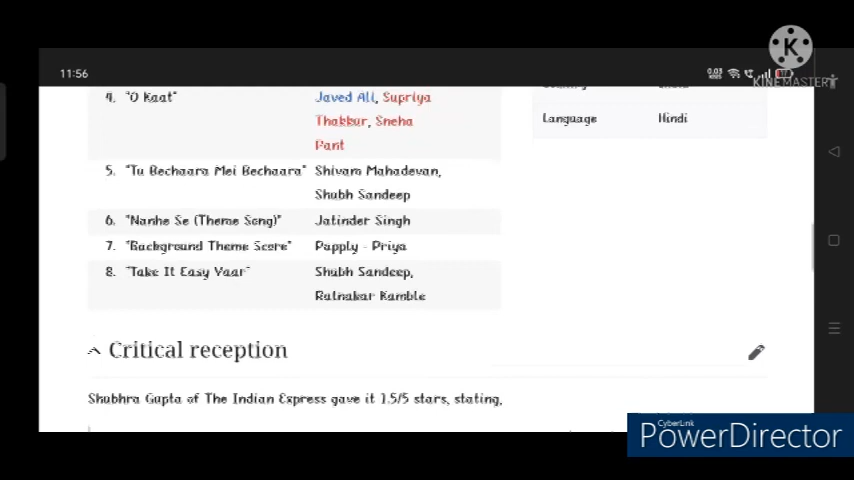 K
KINEMASTER
11:56
4. "O Kaat" Javed Ali, Supriya
Thakkur, Sneha
Pant
Language Hindi
5. "Tu Bechaara Mei Bechaara" Shivam Mahadevan,
Shubh Sandeep
6. "Nanhe Se (Theme Song)" Jatinder Singh
7. "Background Theme Score" Papply - Priya
8. "Take It Easy Yaar" Shubh Sandeep,
Ratnakar Kamble
Critical reception
Shubhra Gupta of The Indian Express gave it 1.5/5 stars, stating,
CyberLink
PowerDirector